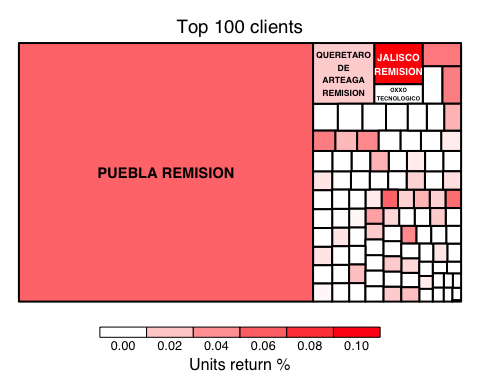 Top 100 clients
QUERETARO
DE
ARTEAGA
REMISION
JALISCO
REMISION
OXXO
TECNOLOGICO
PUEBLA REMISION
0.00 0.02 0.04 0.06 0.08 0.10
Units return %